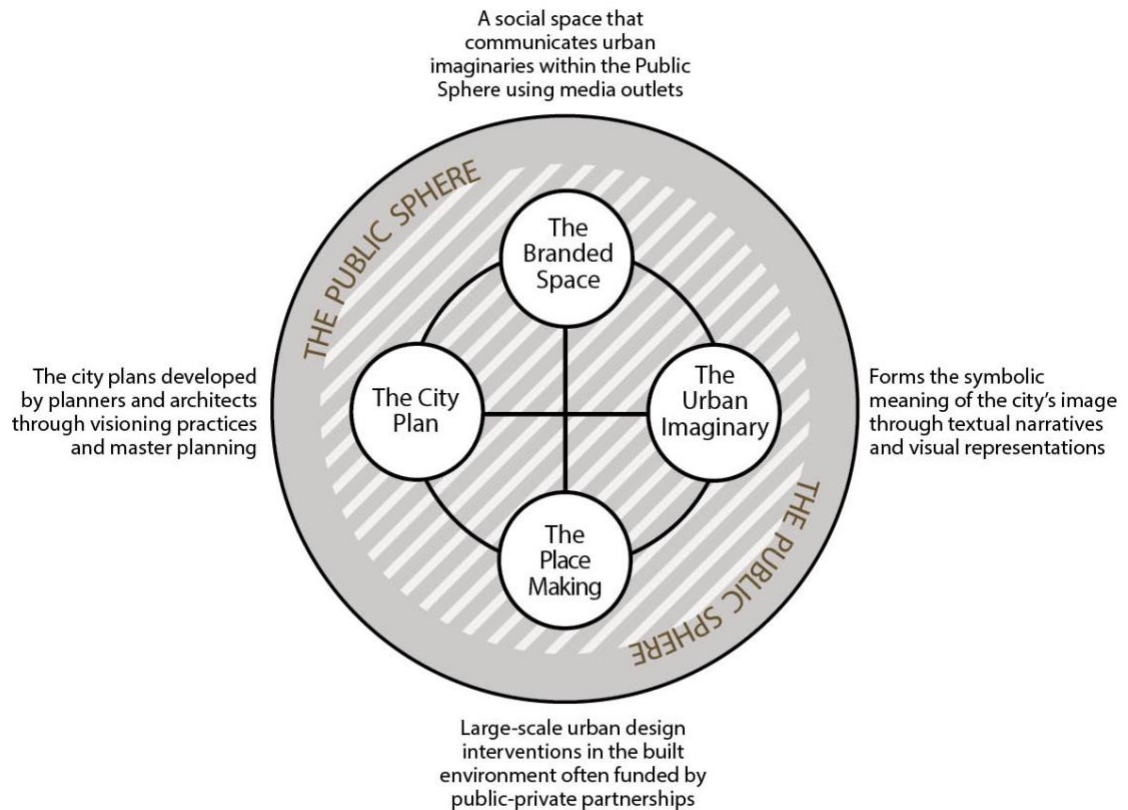 A social space that
communicates urban
imaginaries within the Public
Sphere using media outlets
THE PUBLIC SPHERE
The
Branded
Space
The city plans developed
by planners and architects
through visioning practices
and master planning
The City
Plan
The
Urban
Imaginary
Forms the symbolic
meaning of the city's image
through textual narratives
and visual representations
The
Place
Making
THE PUBLIC SPHERE
Large-scale urban design
interventions in the built
environment often funded by
public-private partnerships